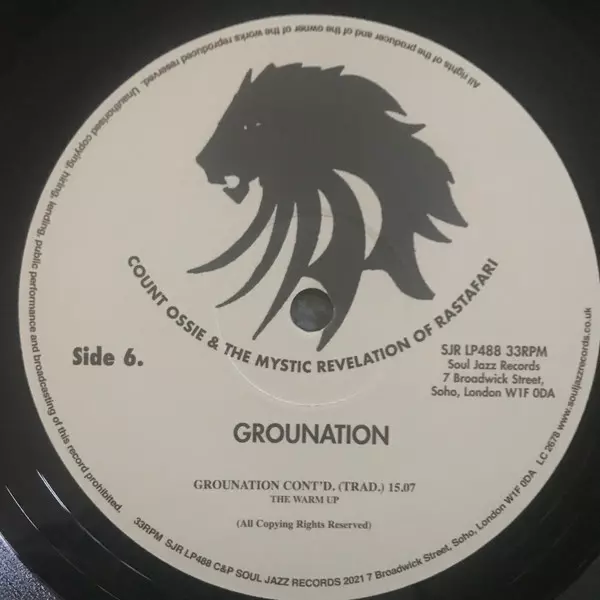 All rights of the producer and of the owner of the works reproduced reserved. Unauthorised copying, hiring, lending, public performance and broadcasting of this record prohibited.
COUNT OSSIE & THE MYSTIC REVELATION OF RASTAFARI
Side 6.
SJR LP488 33RPM
Soul Jazz Records
7 Broadwick Street,
Soho, London W1F 0DA
GROUNATION
GROUNATION CONT'D. (TRAD.) 15.07
THE WARM UP
(All Copying Rights Reserved)
33RPM SJR LP488 C&P SOUL JAZZ RECORDS 2021 7 Broadwick Street, Soho, London W1F 0DA LC 2678 www.souljazzrecords.co.uk